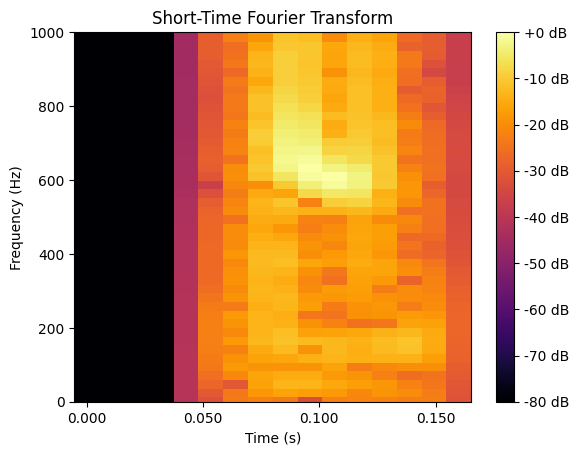 Short-Time Fourier Transform
Frequency (Hz)
1000
800
600
400
200
0
0.000
0.050
0.100
0.150
Time (s)
+0 dB
-10 dB
-20 dB
-30 dB
-40 dB
-50 dB
-60 dB
-70 dB
-80 dB